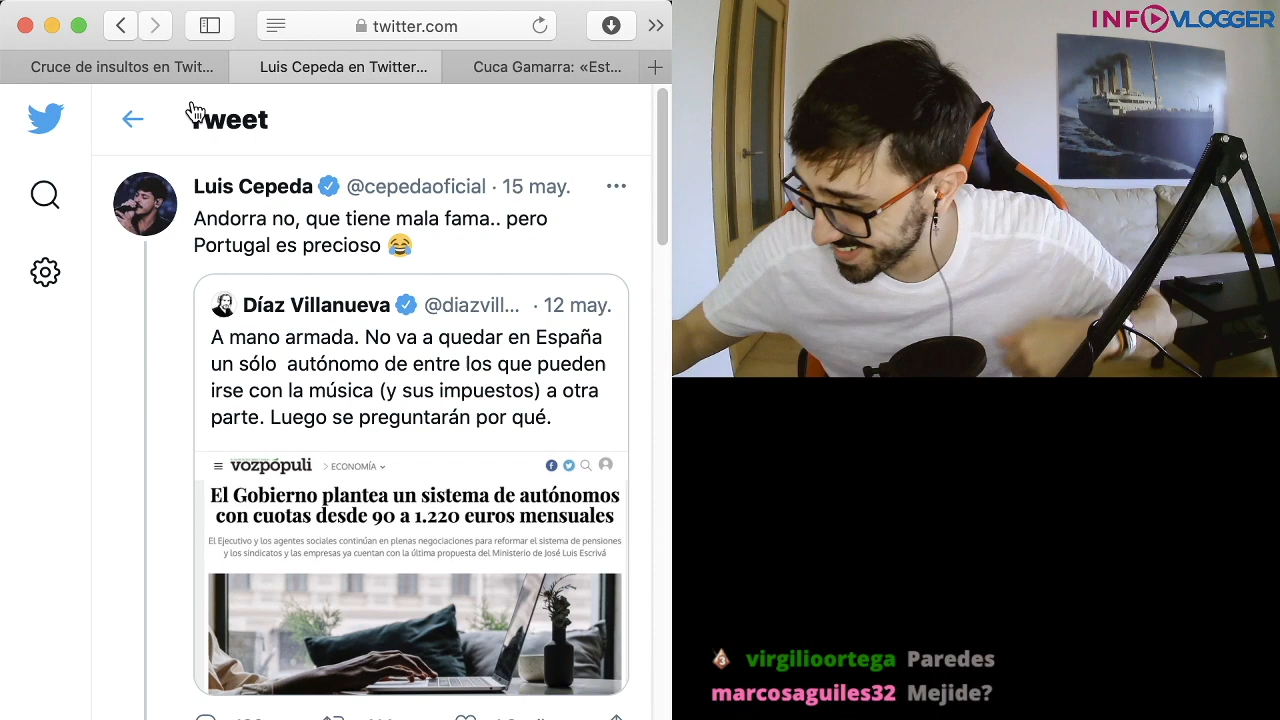 twitter.com
Cruce de insultos en Twit...
Luis Cepeda en Twitter...
Cuca Gamarra: «Est...
Tweet
Luis Cepeda @cepedaoficial · 15 may.
Andorra no, que tiene mala fama.. pero
Portugal es precioso 😂
Díaz Villanueva @diazvill... · 12 may.
A mano armada. No va a quedar en España
un sólo autónomo de entre los que pueden
irse con la música (y sus impuestos) a otra
parte. Luego se preguntarán por qué.
vozpópuli > ECONOMÍA
El Gobierno plantea un sistema de autónomos
con cuotas desde 90 a 1.220 euros mensuales
El Ejecutivo y los agentes sociales continúan en plenas negociaciones para reformar el sistema de pensiones
y los sindicatos y las empresas ya cuentan con la última propuesta del Ministerio de José Luis Escrivá
INFOVLOGGER
3 virgilioortega Paredes
marcosaguiles32 Mejide?